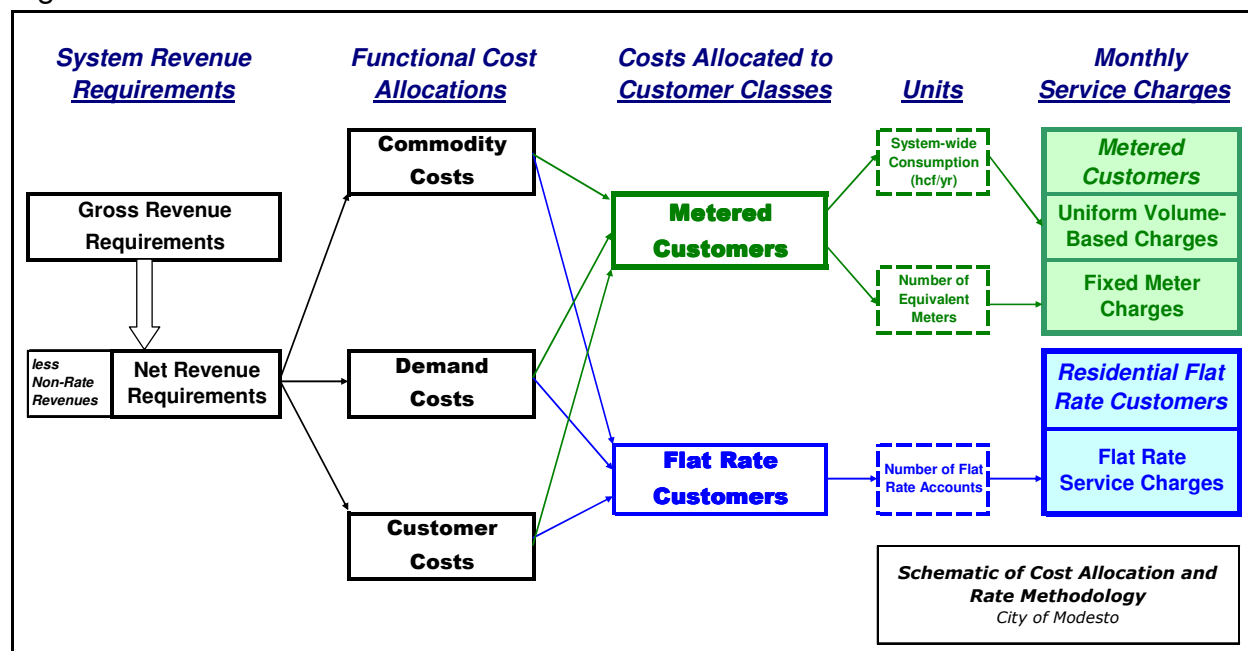 System Revenue
Requirements
Functional Cost
Allocations
Costs Allocated to
Customer Classes
Units
Monthly
Service Charges
Gross Revenue
Requirements
less
Non-Rate
Revenues
Net Revenue
Requirements
Commodity
Costs
Demand
Costs
Customer
Costs
Metered
Customers
Flat Rate
Customers
System-wide
Consumption
(hcf/yr)
Number of
Equivalent
Meters
Number of Flat
Rate Accounts
Metered
Customers
Uniform Volume-
Based Charges
Fixed Meter
Charges
Residential Flat
Rate Customers
Flat Rate
Service Charges
Schematic of Cost Allocation and
Rate Methodology
City of Modesto